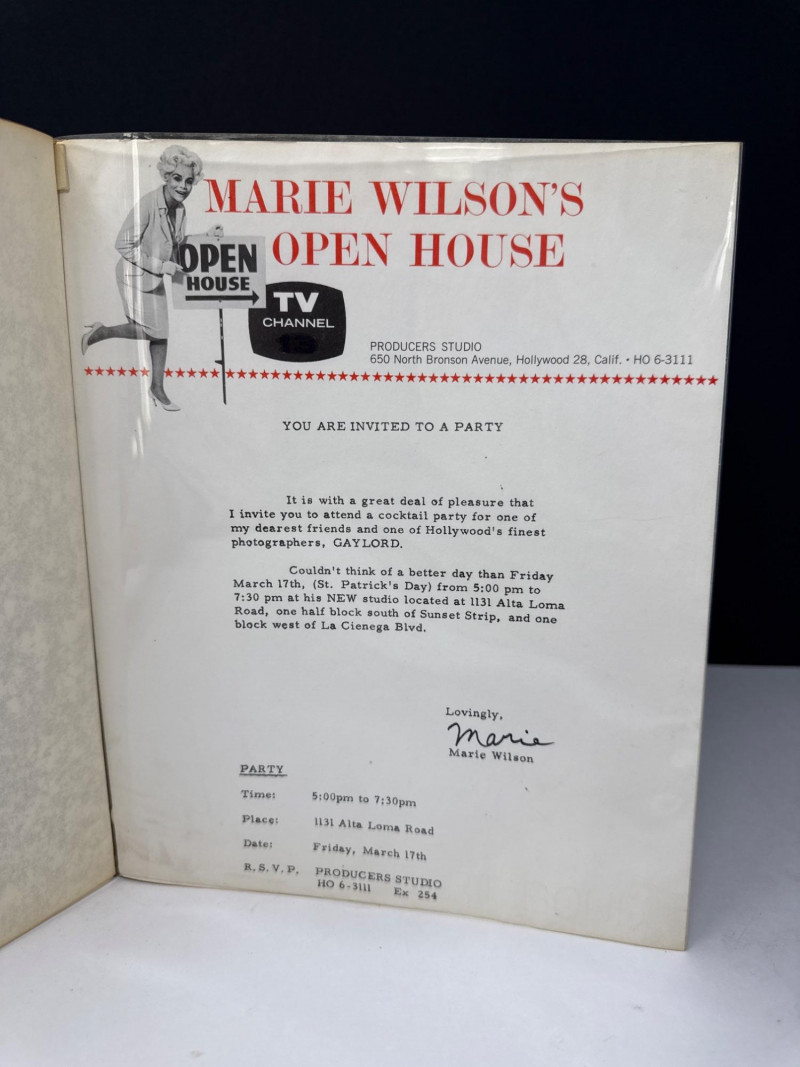 MARIE WILSON'S
OPEN HOUSE
OPEN
HOUSE
TV
CHANNEL
13
PRODUCERS STUDIO
650 North Bronson Avenue, Hollywood 28, Calif. • HO 6-3111
YOU ARE INVITED TO A PARTY
It is with a great deal of pleasure that
I invite you to attend a cocktail party for one of
my dearest friends and one of Hollywood's finest
photographers, GAYLORD.
Couldn't think of a better day than Friday
March 17th, (St. Patrick's Day) from 5:00 pm to
7:30 pm at his NEW studio located at 1131 Alta Loma
Road, one half block south of Sunset Strip, and one
block west of La Cienega Blvd.
Lovingly,
Marie
Marie Wilson
PARTY
Time: 5:00pm to 7:30pm
Place: 1131 Alta Loma Road
Date: Friday, March 17th
R.S.V.P. PRODUCERS STUDIO
HO 6-3111 Ex 254